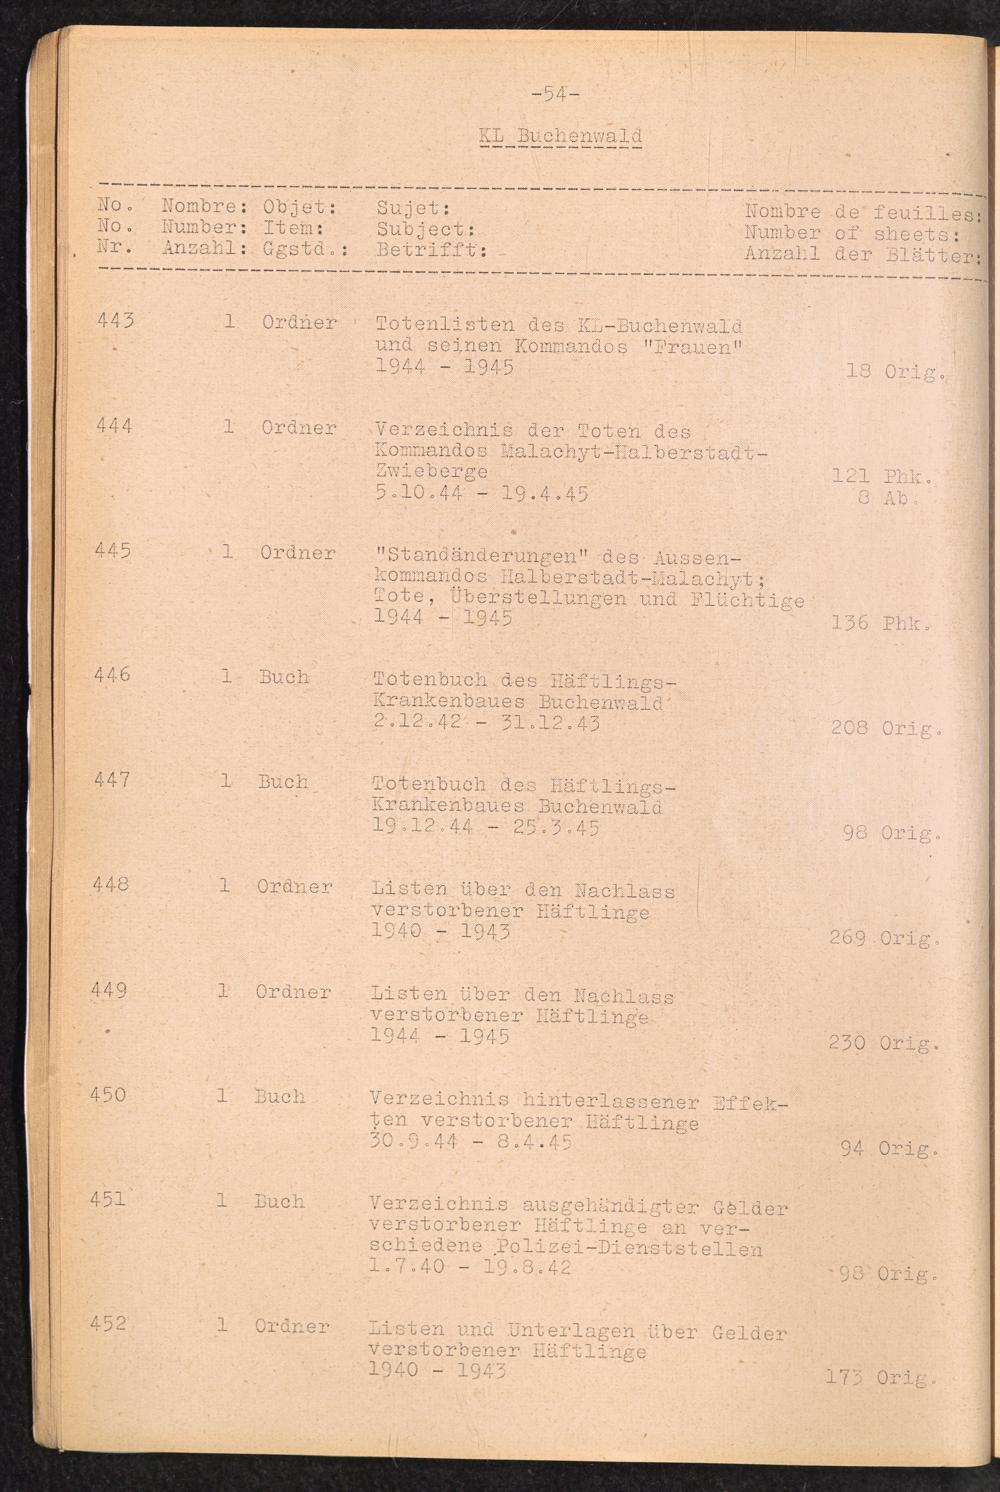 -54-
KL Buchenwald
No. Nombre: Objet: Sujet: Nombre de feuilles:
No. Number: Item: Subject: Number of sheets:
Nr. Anzahl: Ggstd.: Betrifft: Anzahl der Blätter:
443 1 Ordner Totenlisten des KL-Buchenwald
und seinen Kommandos "Frauen"
1944 - 1945 18 Orig.
444 1 Ordner Verzeichnis der Toten des
Kommandos Malachyt-Halberstadt-
Zwieberge 121 Phk.
5.10.44 - 19.4.45 8 Ab.
445 1 Ordner "Standänderungen" des Aussen-
kommandos Halberstadt-Malachyt;
Tote, Überstellungen und Flüchtige
1944 - 1945 136 Phk.
446 1 Buch Totenbuch des Häftlings-
Krankenbaues Buchenwald
2.12.42 - 31.12.43 208 Orig.
447 1 Buch Totenbuch des Häftlings-
Krankenbaues Buchenwald
19.12.44 - 25.3.45 98 Orig.
448 1 Ordner Listen über den Nachlass
verstorbener Häftlinge
1940 - 1943 269 Orig.
449 1 Ordner Listen über den Nachlass
verstorbener Häftlinge
1944 - 1945 230 Orig.
450 1 Buch Verzeichnis hinterlassener Effek-
ten verstorbener Häftlinge
30.9.44 - 8.4.45 94 Orig.
451 1 Buch Verzeichnis ausgehändigter Gelder
verstorbener Häftlinge an ver-
schiedene Polizei-Dienststellen
1.7.40 - 19.8.42 98 Orig.
452 1 Ordner Listen und Unterlagen über Gelder
verstorbener Häftlinge
1940 - 1943 173 Orig.